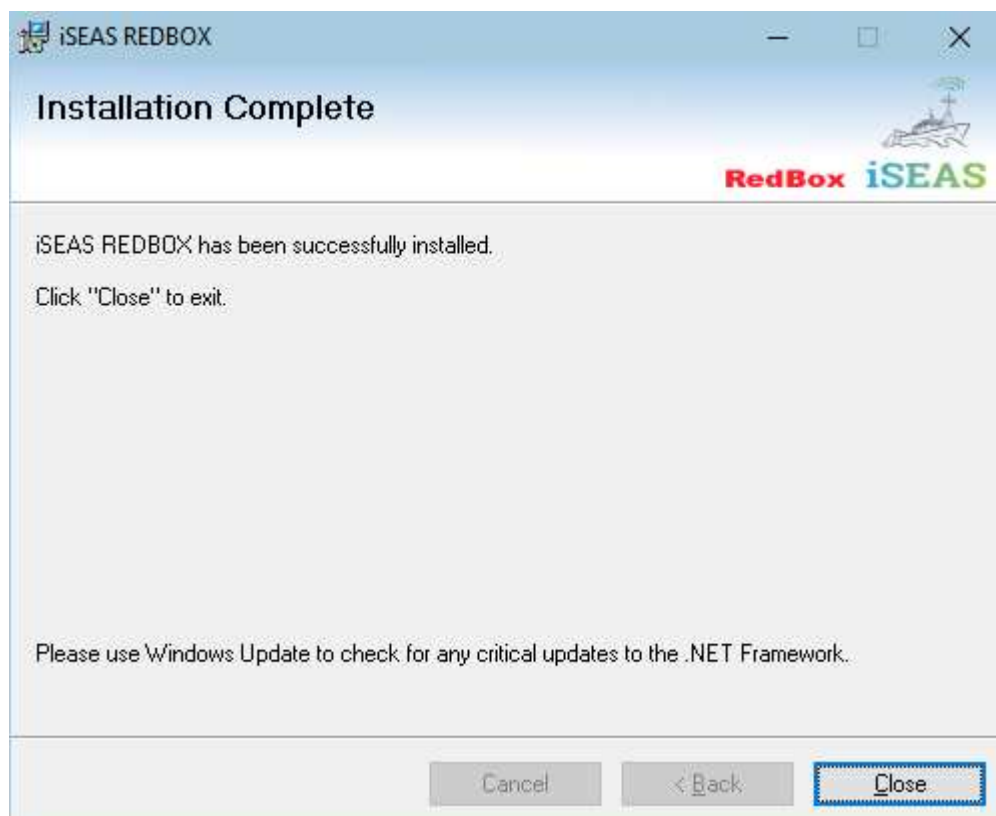 iSEAS REDBOX
Installation Complete
RedBox iSEAS
iSEAS REDBOX has been successfully installed.
Click "Close" to exit.
Please use Windows Update to check for any critical updates to the .NET Framework.
Cancel < Back Close